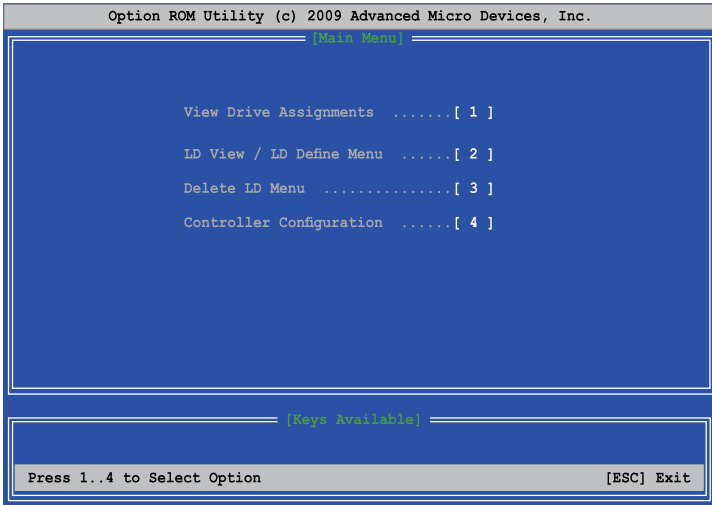 Option ROM Utility (c) 2009 Advanced Micro Devices, Inc.
[Main Menu]
View Drive Assignments .......[ 1 ]
LD View / LD Define Menu ......[ 2 ]
Delete LD Menu ...............[ 3 ]
Controller Configuration ......[ 4 ]
[Keys Available]
Press 1..4 to Select Option [ESC] Exit